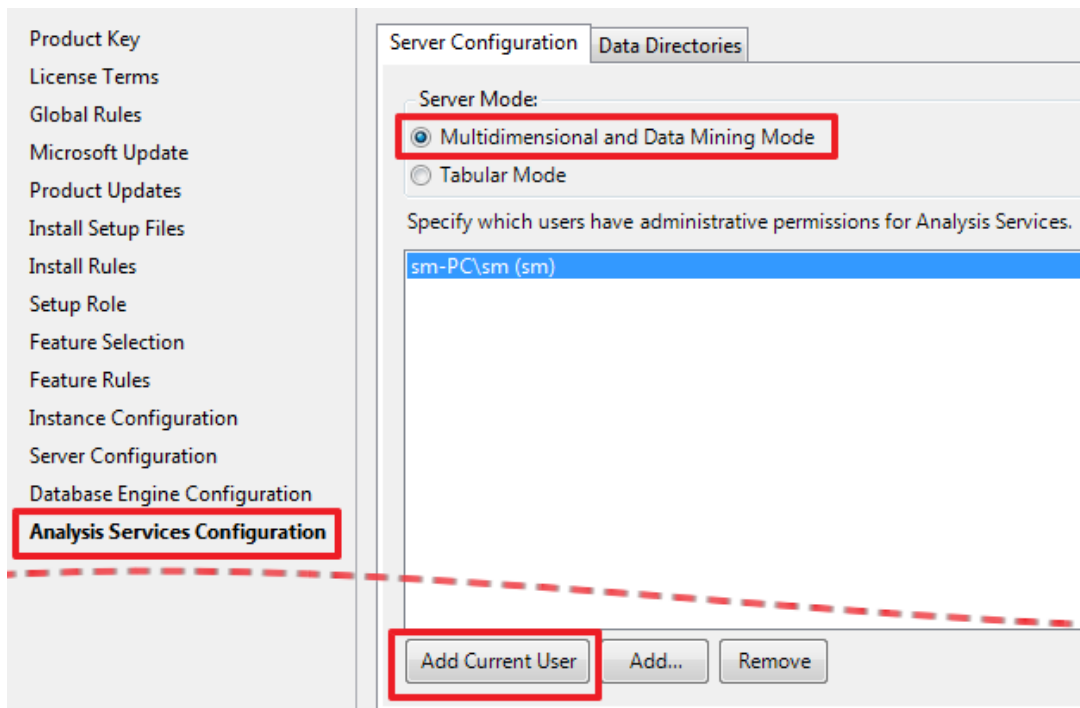 Product Key
License Terms
Global Rules
Microsoft Update
Product Updates
Install Setup Files
Install Rules
Setup Role
Feature Selection
Feature Rules
Instance Configuration
Server Configuration
Database Engine Configuration
Analysis Services Configuration
Server Configuration
Data Directories
Server Mode:
Multidimensional and Data Mining Mode
Tabular Mode
Specify which users have administrative permissions for Analysis Services.
sm-PC\sm (sm)
Add Current User
Add...
Remove